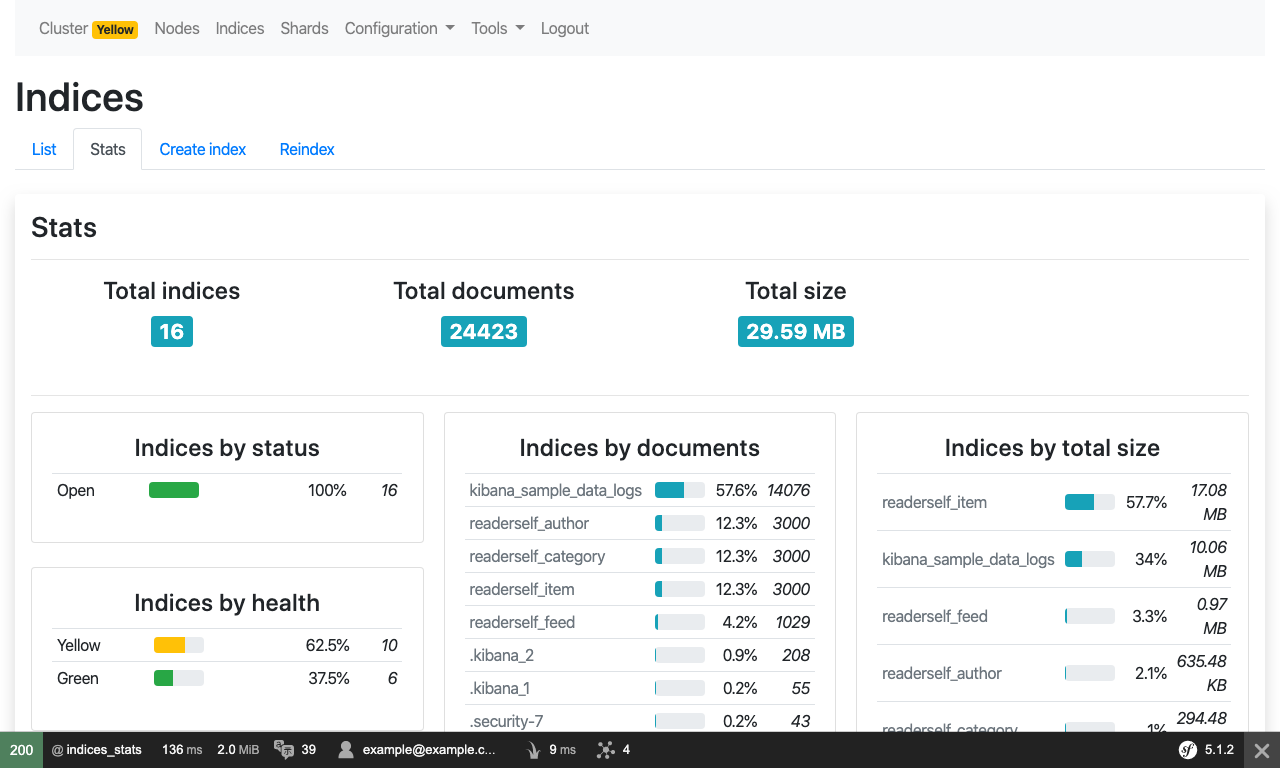 Cluster Yellow Nodes Indices Shards Configuration Tools Logout
Indices
List Stats Create index Reindex
Stats
Total indices Total documents Total size
16 24423 29.59 MB
Indices by status
Open 100% 16
Indices by health
Yellow 62.5% 10
Green 37.5% 6
Indices by documents
kibana_sample_data_logs 57.6% 14076
readerself_author 12.3% 3000
readerself_category 12.3% 3000
readerself_item 12.3% 3000
readerself_feed 4.2% 1029
.kibana_2 0.9% 208
.kibana_1 0.2% 55
.security-7 0.2% 43
Indices by total size
readerself_item 57.7% 17.08
MB
kibana_sample_data_logs 34% 10.06
MB
readerself_feed 3.3% 0.97
MB
readerself_author 2.1% 635.48
KB
readerself_category 1% 294.48
200 @ indices_stats 136 ms 2.0 MiB 39 example@example.c... 9 ms 4 sf 5.1.2